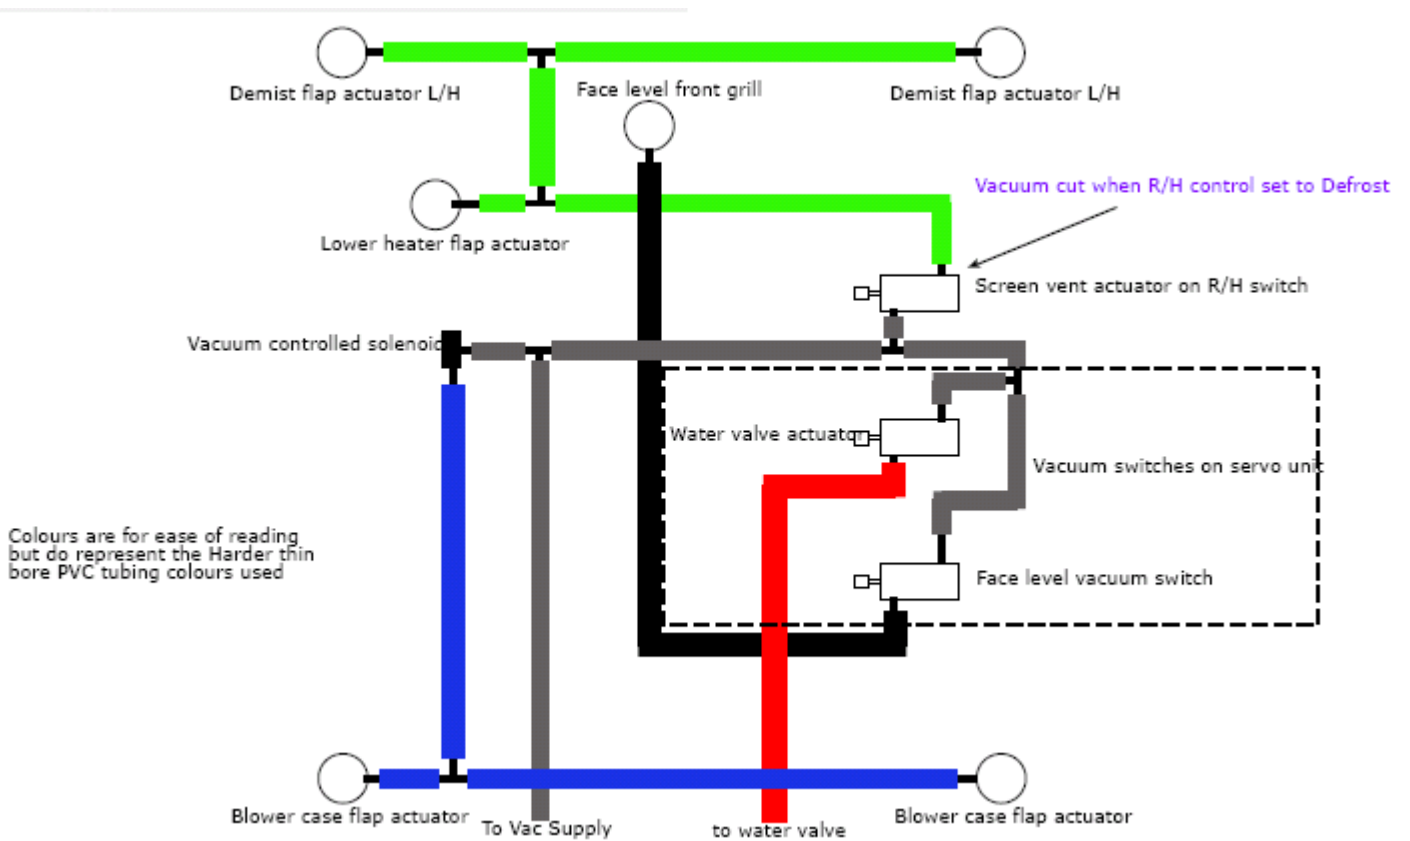 Demist flap actuator L/H
Face level front grill
Demist flap actuator L/H
Vacuum cut when R/H control set to Defrost
Lower heater flap actuator
Screen vent actuator on R/H switch
Vacuum controlled solenoid
Water valve actuator
Vacuum switches on servo unit
Colours are for ease of reading
but do represent the Harder thin
bore PVC tubing colours used
Face level vacuum switch
Blower case flap actuator
To Vac Supply
to water valve
Blower case flap actuator